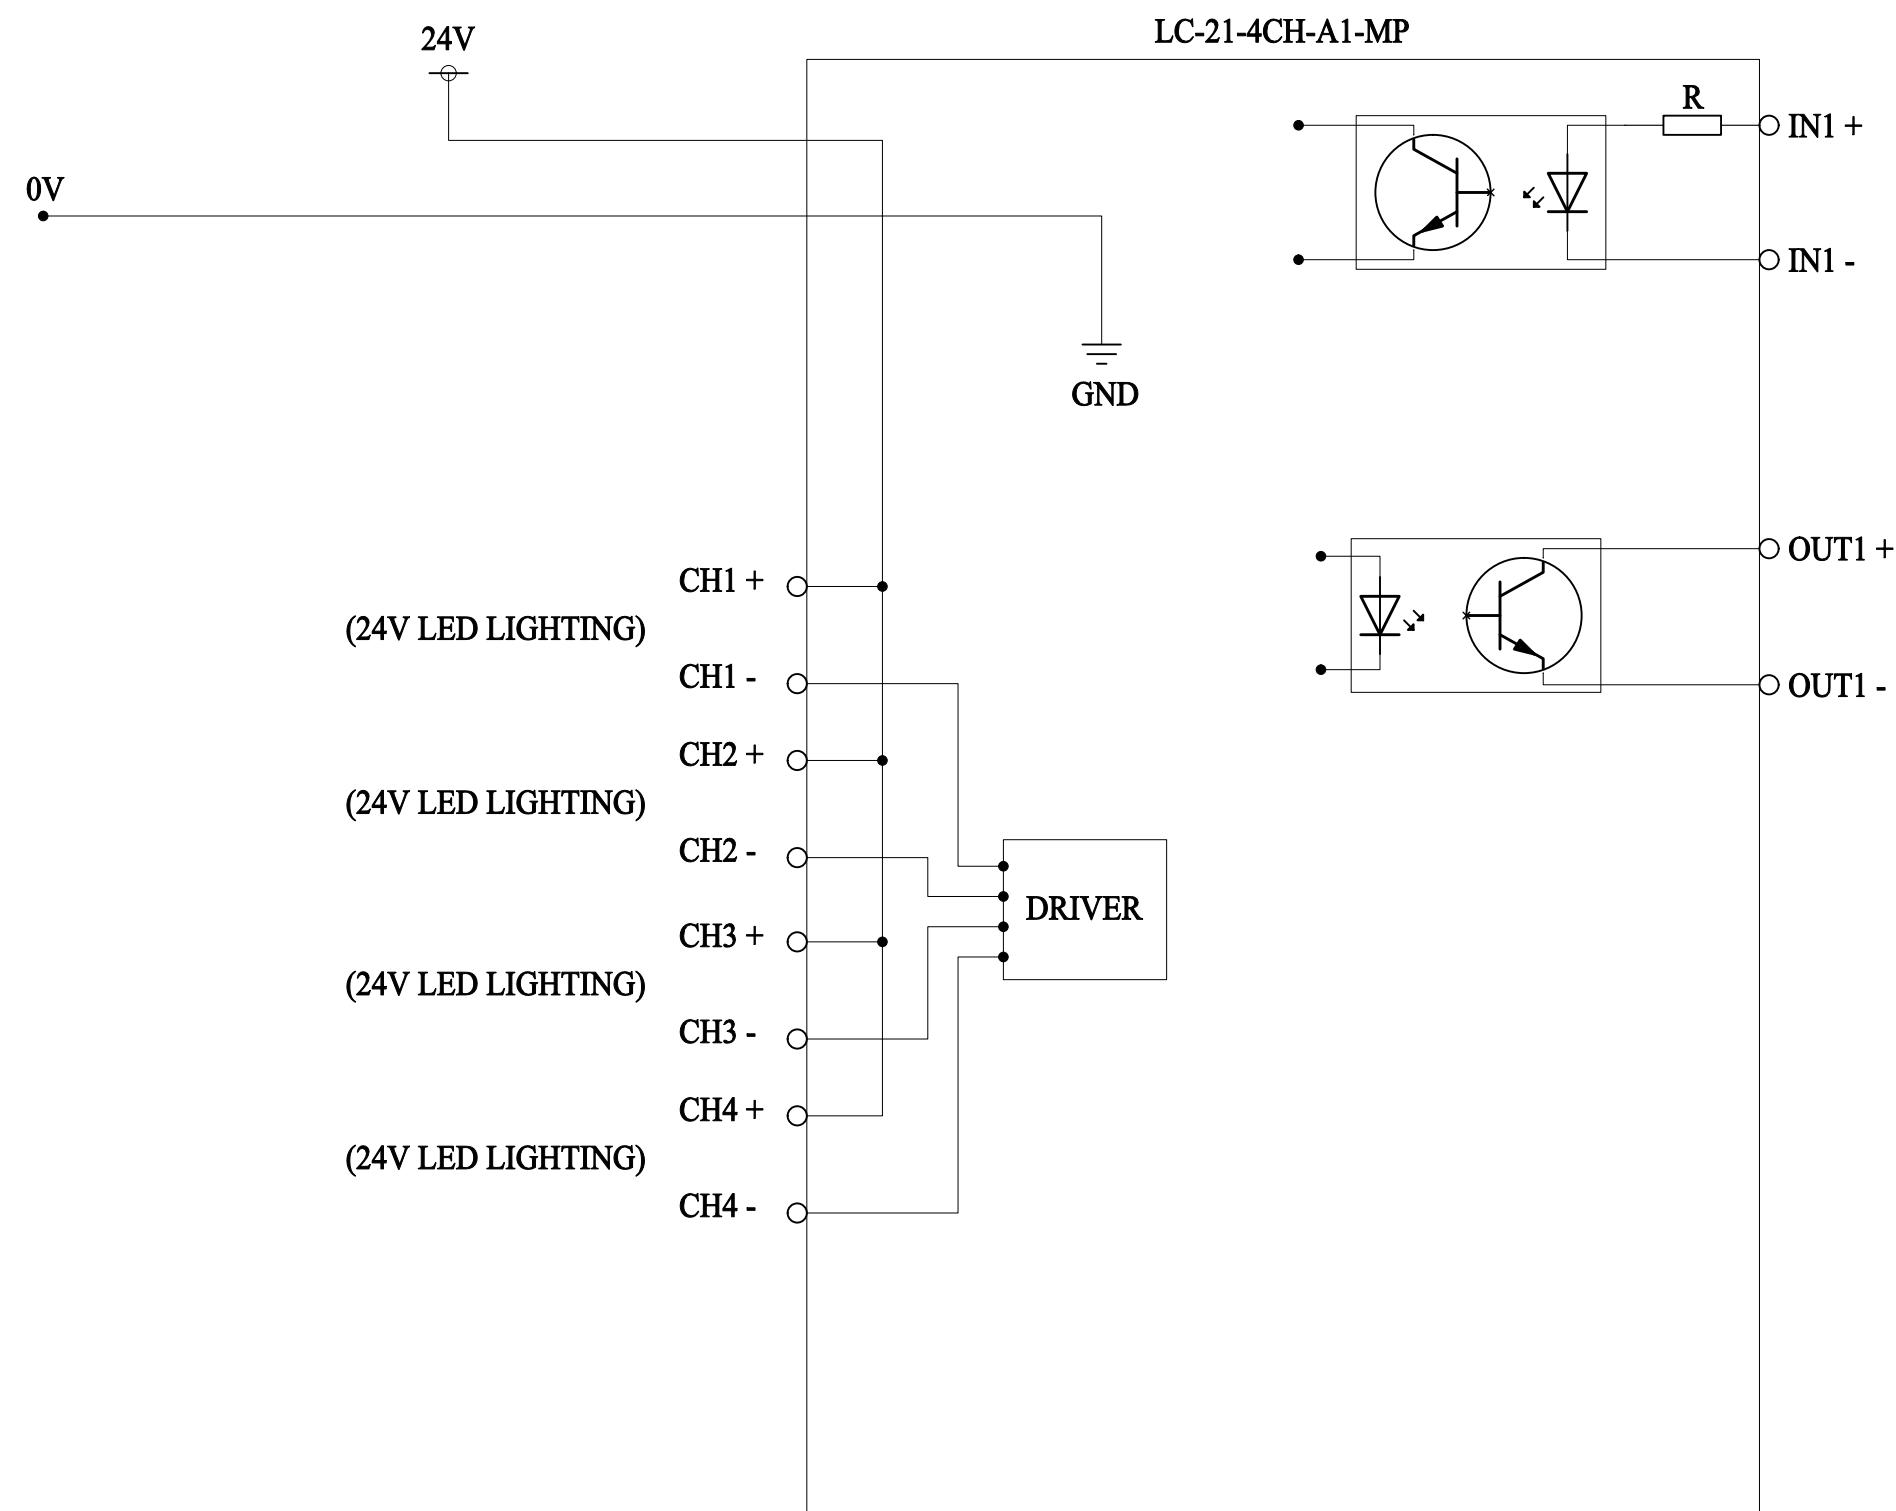 LC-21-4CH-A1-MP
24V
R
IN1 +
0V
IN1 -
GND
OUT1 +
CH1 +
(24V LED LIGHTING)
CH1 -
OUT1 -
CH2 +
(24V LED LIGHTING)
CH2 -
DRIVER
CH3 +
(24V LED LIGHTING)
CH3 -
CH4 +
(24V LED LIGHTING)
CH4 -